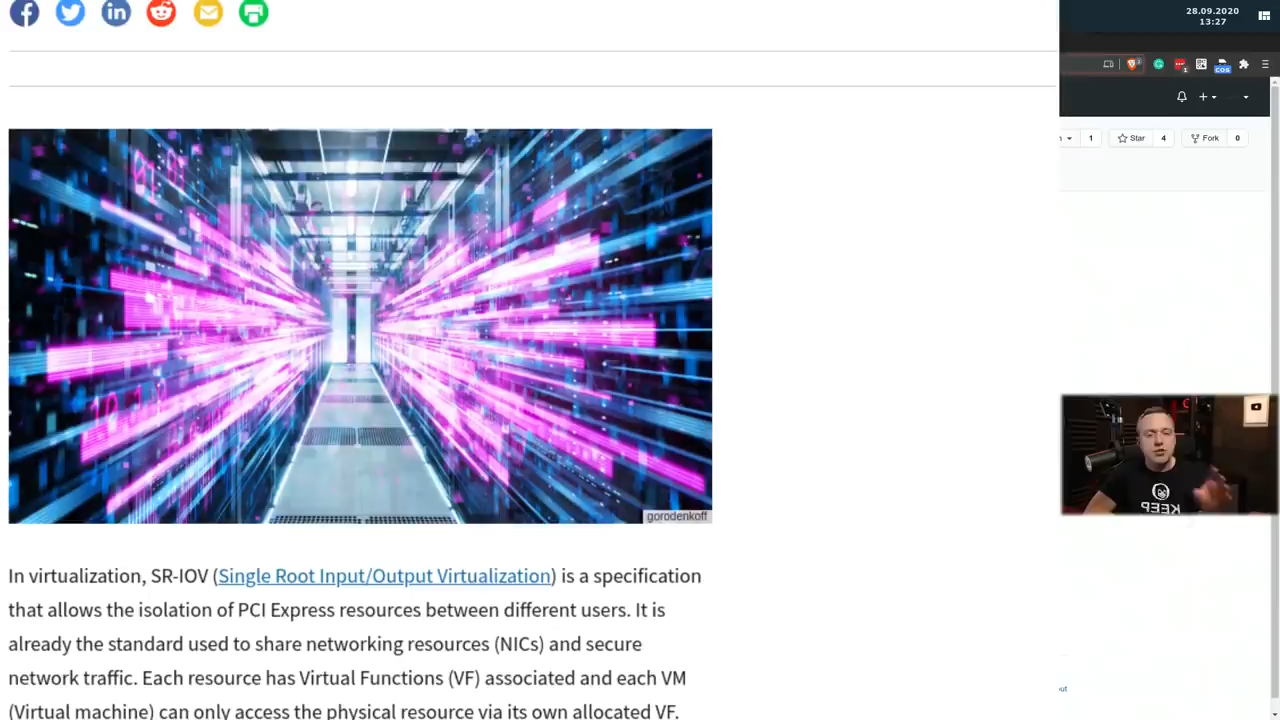 28.09.2020
13:27
1
Star
4
Fork
0
gorodenkoff
In virtualization, SR-IOV (Single Root Input/Output Virtualization) is a specification
that allows the isolation of PCI Express resources between different users. It is
already the standard used to share networking resources (NICs) and secure
network traffic. Each resource has Virtual Functions (VF) associated and each VM
(Virtual machine) can only access the physical resource via its own allocated VF.
KEEP